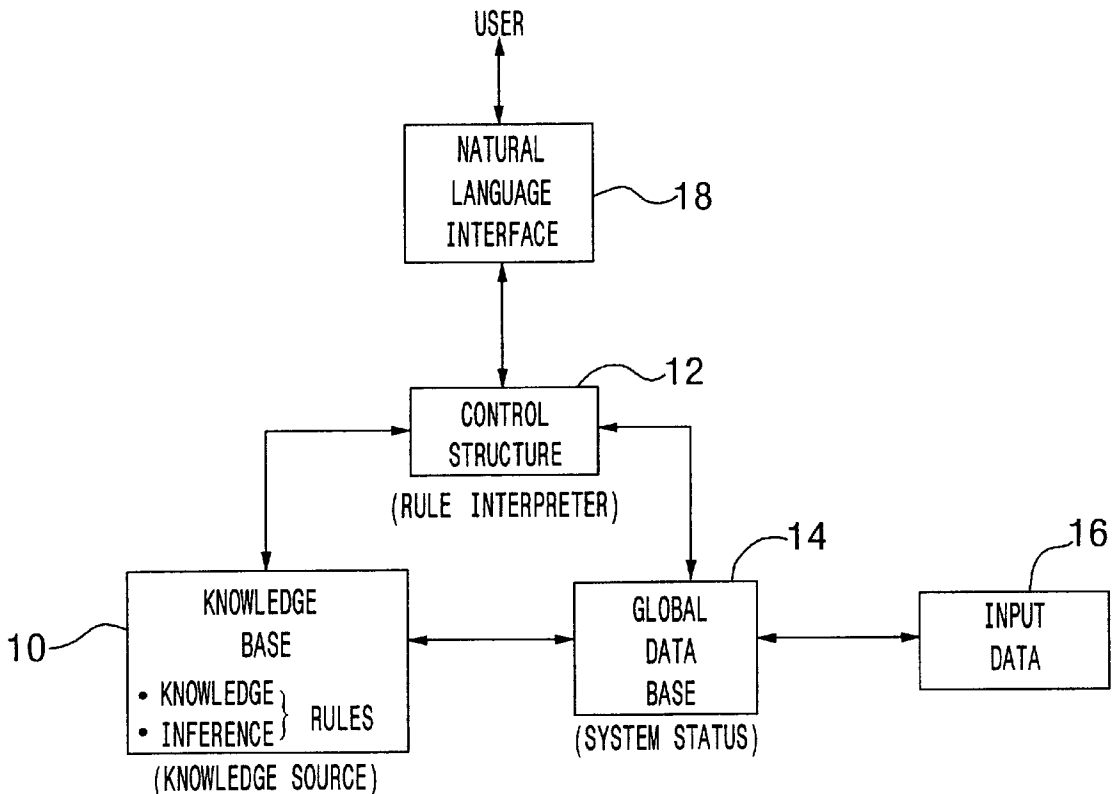 USER
NATURAL
LANGUAGE
INTERFACE
18
12
CONTROL
STRUCTURE
(RULE INTERPRETER)
14
16
10
KNOWLEDGE
BASE
• KNOWLEDGE
• INFERENCE
} RULES
(KNOWLEDGE SOURCE)
GLOBAL
DATA
BASE
(SYSTEM STATUS)
INPUT
DATA